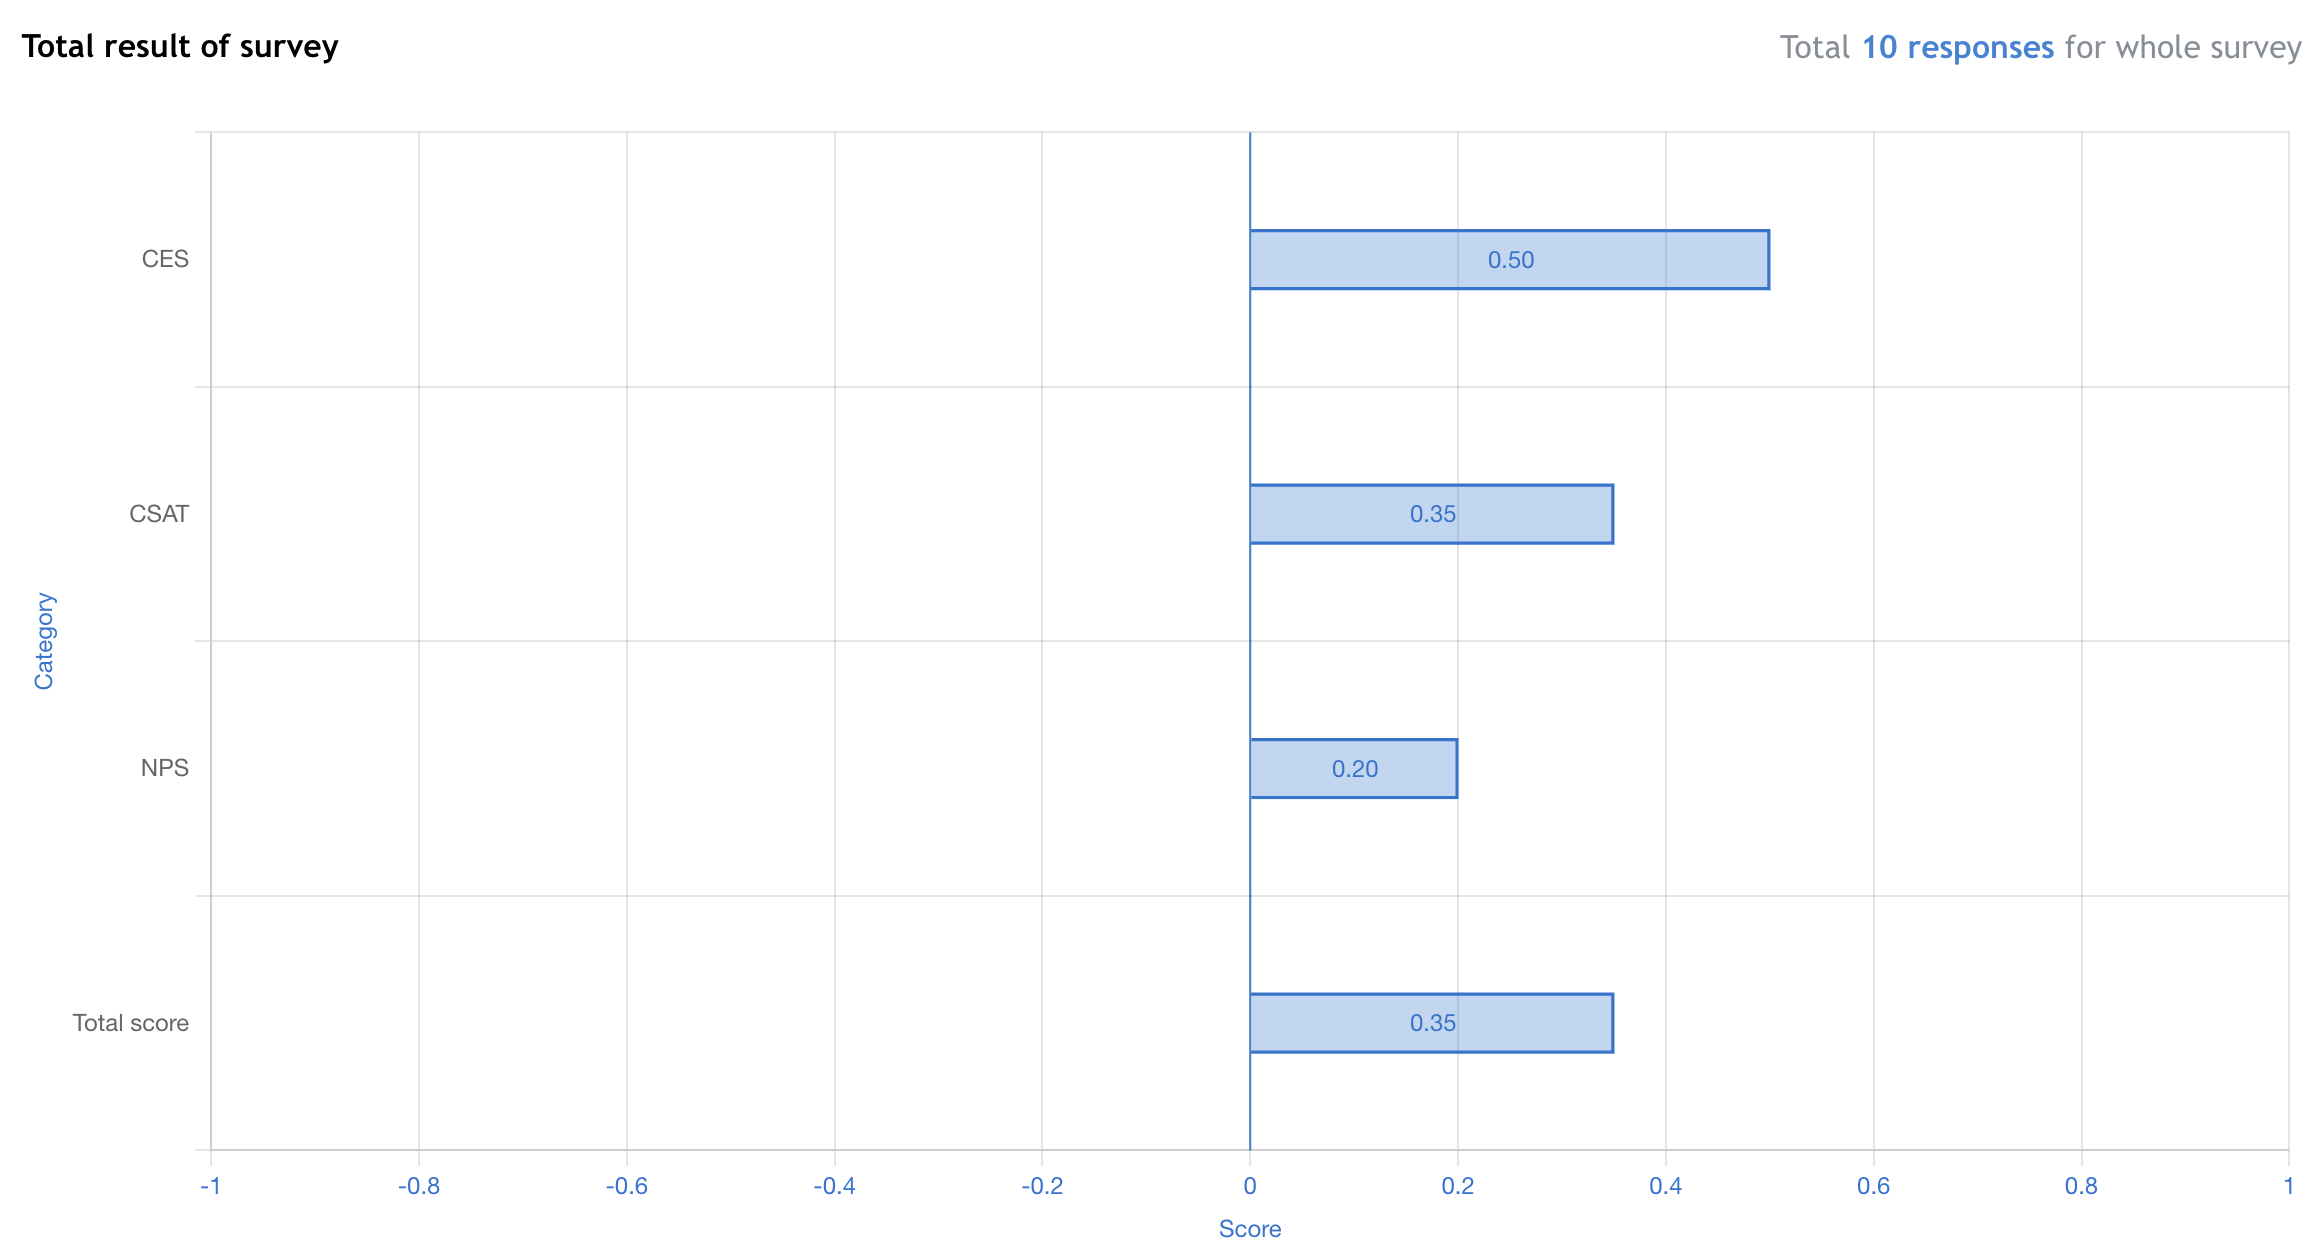 Total result of survey
Total 10 responses for whole survey
Category
CES
0.50
CSAT
0.35
NPS
0.20
Total score
0.35
-1 -0.8 -0.6 -0.4 -0.2 0 0.2 0.4 0.6 0.8 1
Score